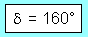 δ = 160°